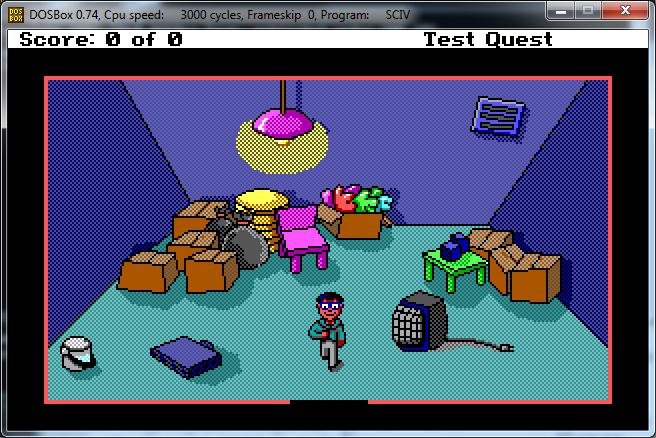 DOSBox 0.74, Cpu speed: 3000 cycles, Frameskip 0, Program: SCIV
Score: 0 of 0 Test Quest